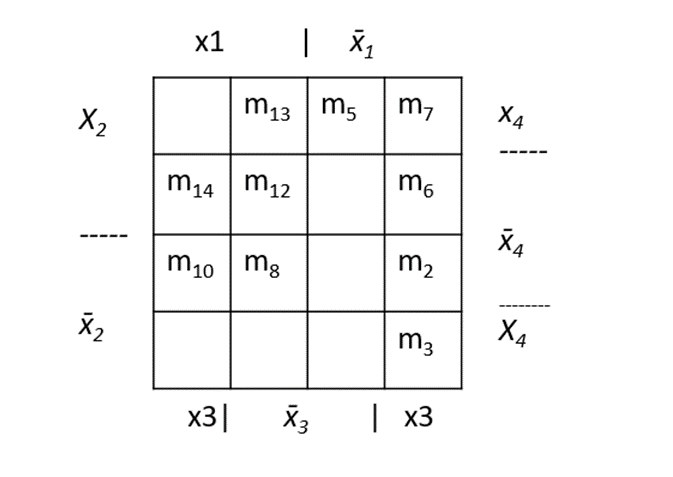 x1 | x̄₁
X₂ m₁₃ m₅ m₇ x₄
-----
m₁₄ m₁₂ m₆
----- x̄₄
m₁₀ m₈ m₂
--------
x̄₂ m₃ X₄
x3| x̄₃ | x3